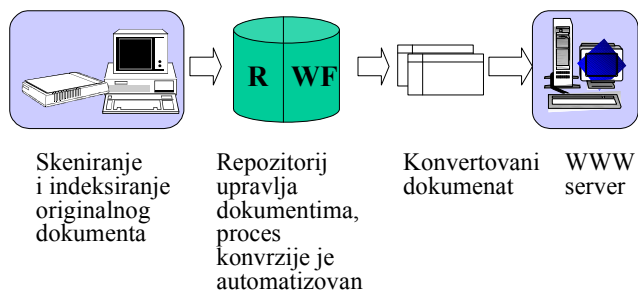 R WF
Skeniranje
i indeksiranje
originalnog
dokumenta
Repozitorij
upravlja
dokumentima,
proces
konvrzije je
automatizovan
Konvertovani
dokumenat
WWW
server